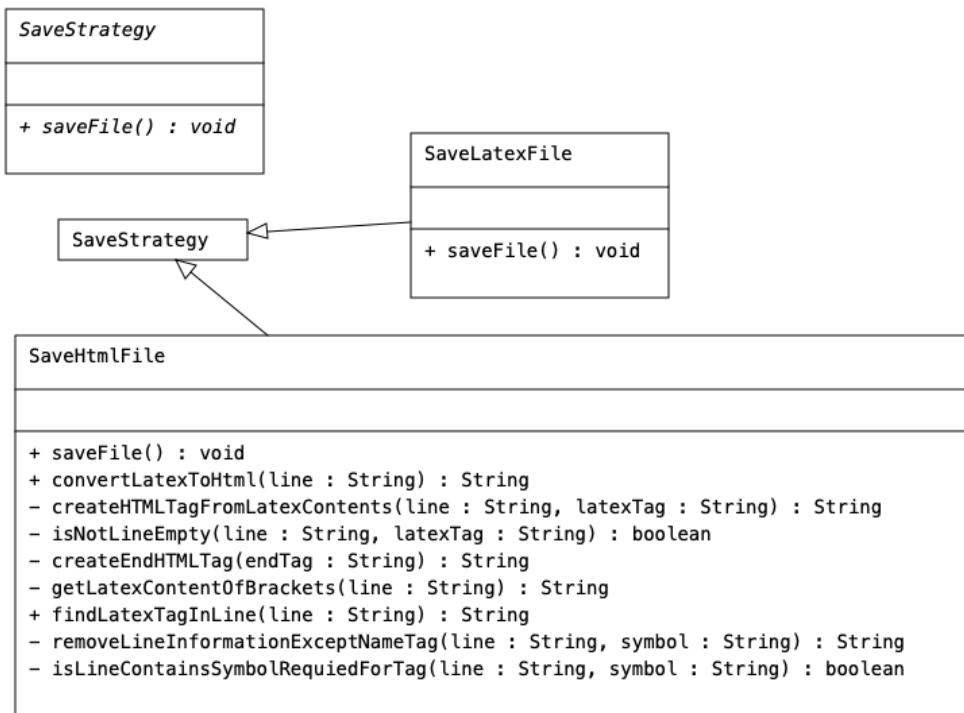 SaveStrategy
+ saveFile() : void
SaveLatexFile
+ saveFile() : void
SaveStrategy
SaveHtmlFile
+ saveFile() : void
+ convertLatexToHtml(line : String) : String
– createHTMLTagFromLatexContents(line : String, latexTag : String) : String
– isNotLineEmpty(line : String, latexTag : String) : boolean
– createEndHTMLTag(endTag : String) : String
– getLatexContentOfBrackets(line : String) : String
+ findLatexTagInLine(line : String) : String
– removeLineInformationExceptNameTag(line : String, symbol : String) : String
– isLineContainsSymbolRequiedForTag(line : String, symbol : String) : boolean